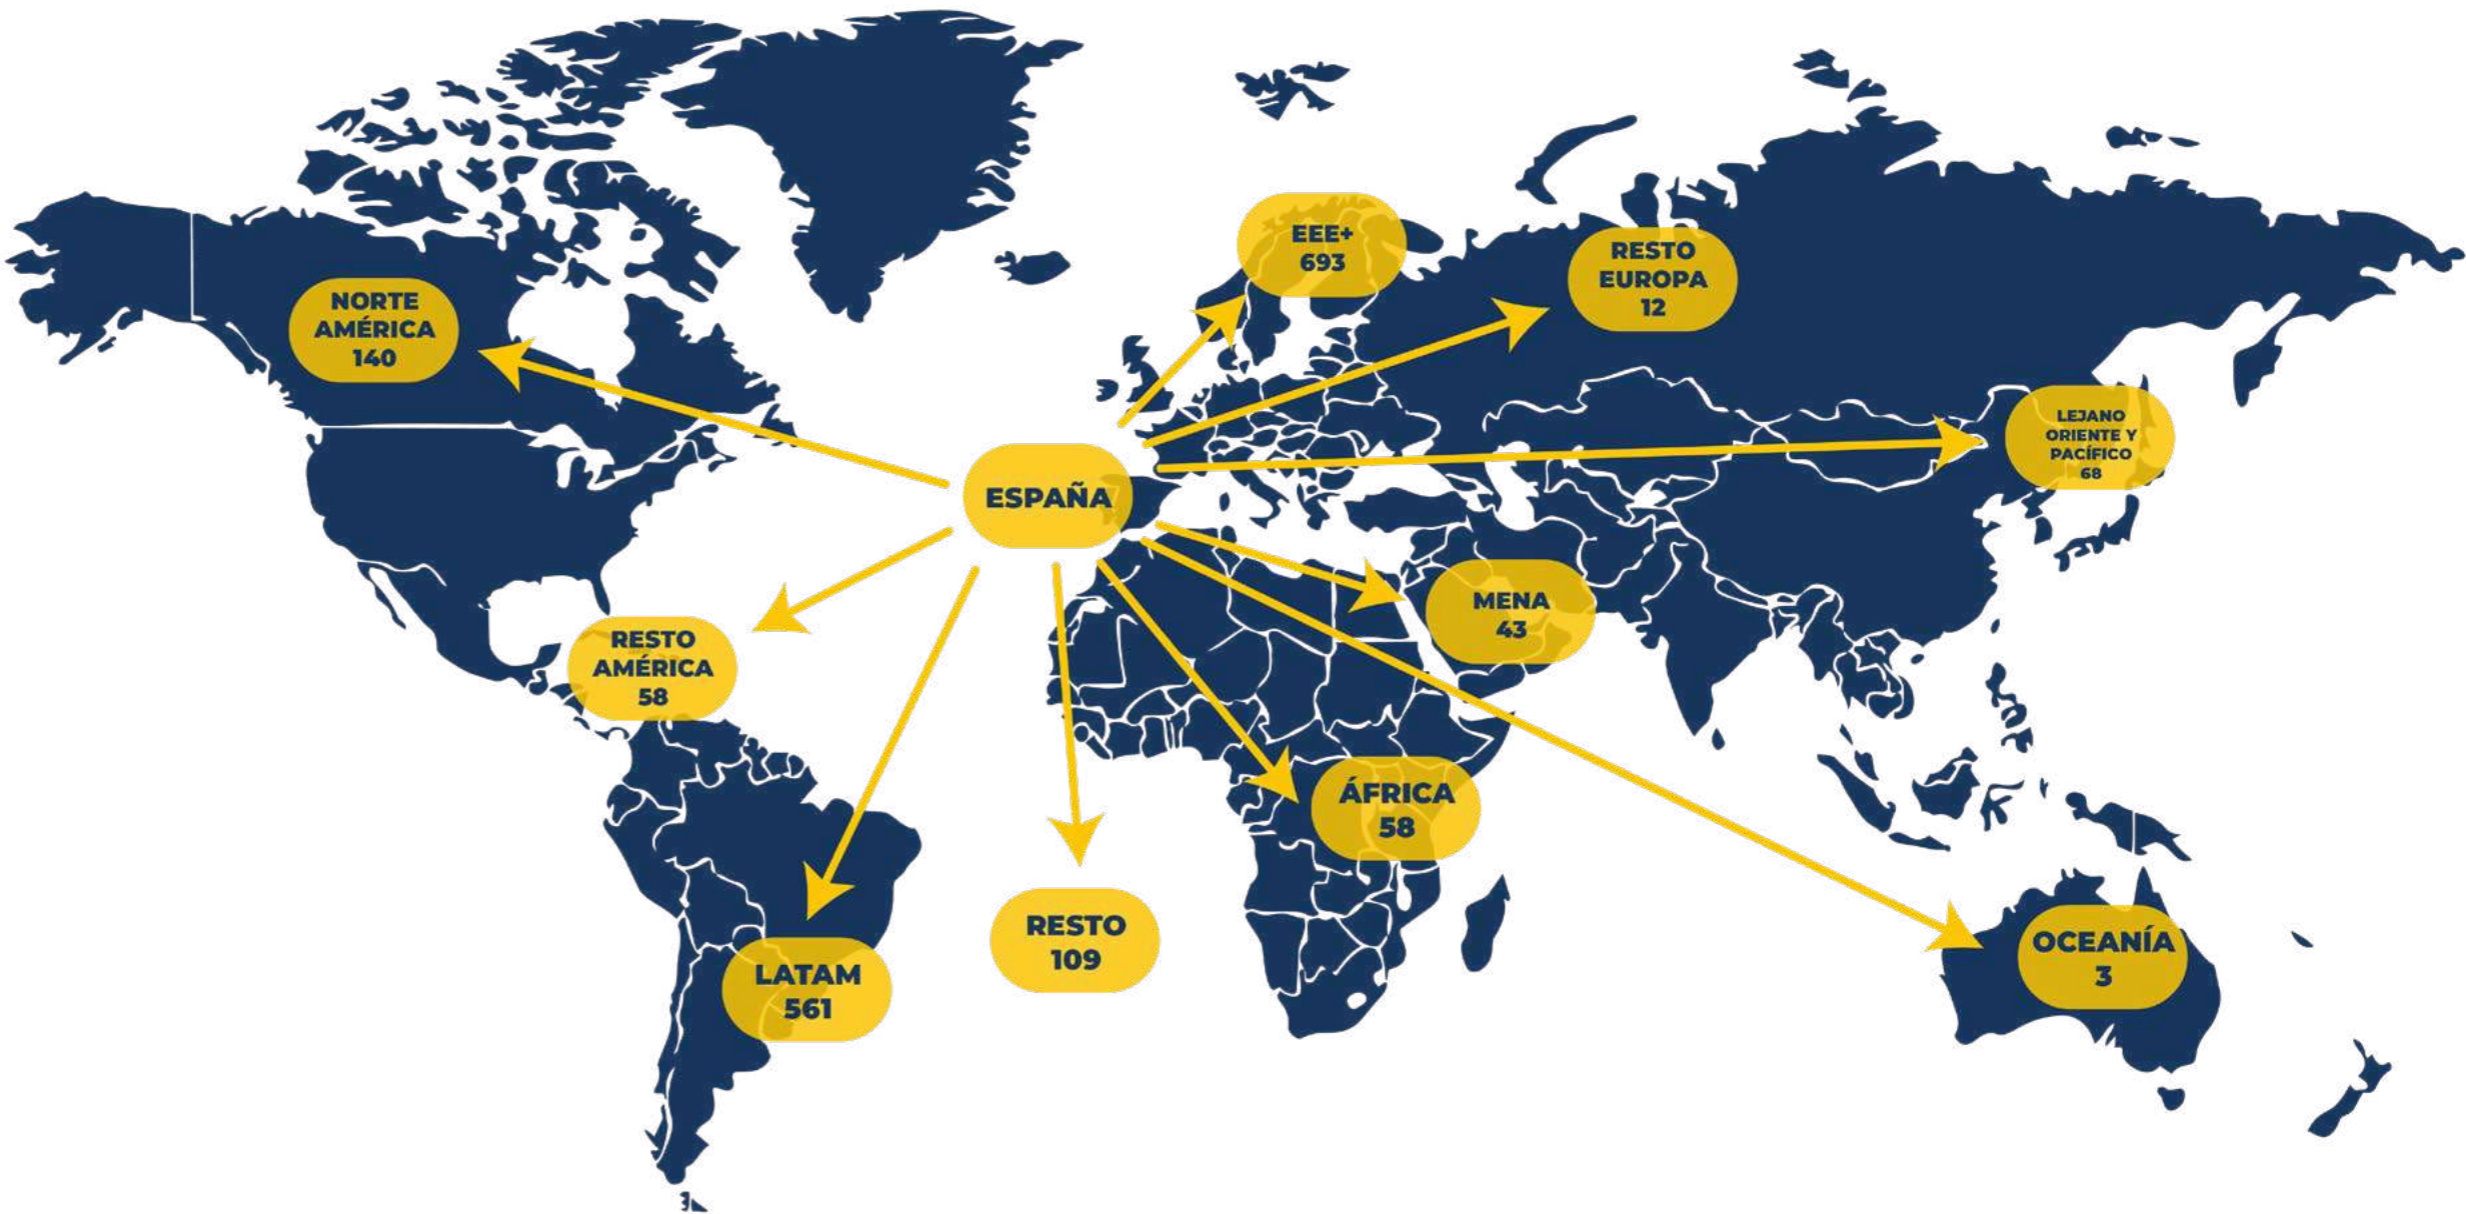 EEE+
693
RESTO
EUROPA
12
NORTE
AMÉRICA
140
LEJANO
ORIENTE Y
PACÍFICO
68
ESPAÑA
MENA
43
RESTO
AMÉRICA
58
ÁFRICA
58
RESTO
109
OCEANÍA
3
LATAM
561